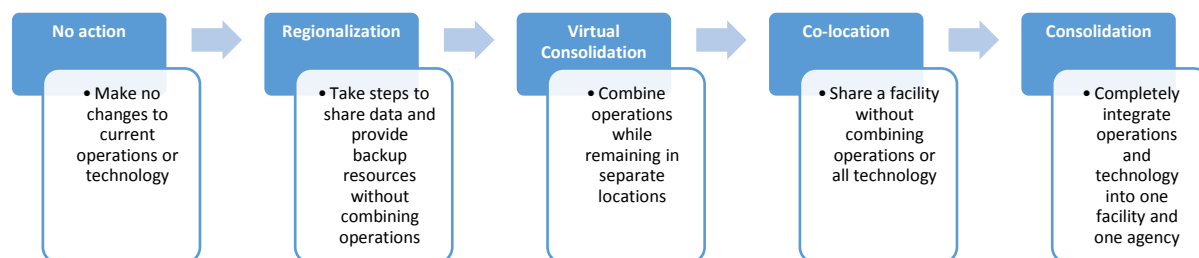 No action
• Make no
changes to
current
operations or
technology
Regionalization
• Take steps to
share data and
provide
backup
resources
without
combining
operations
Virtual
Consolidation
• Combine
operations
while
remaining in
separate
locations
Co-location
• Share a facility
without
combining
operations or
all technology
Consolidation
• Completely
integrate
operations
and
technology
into one
facility and
one agency